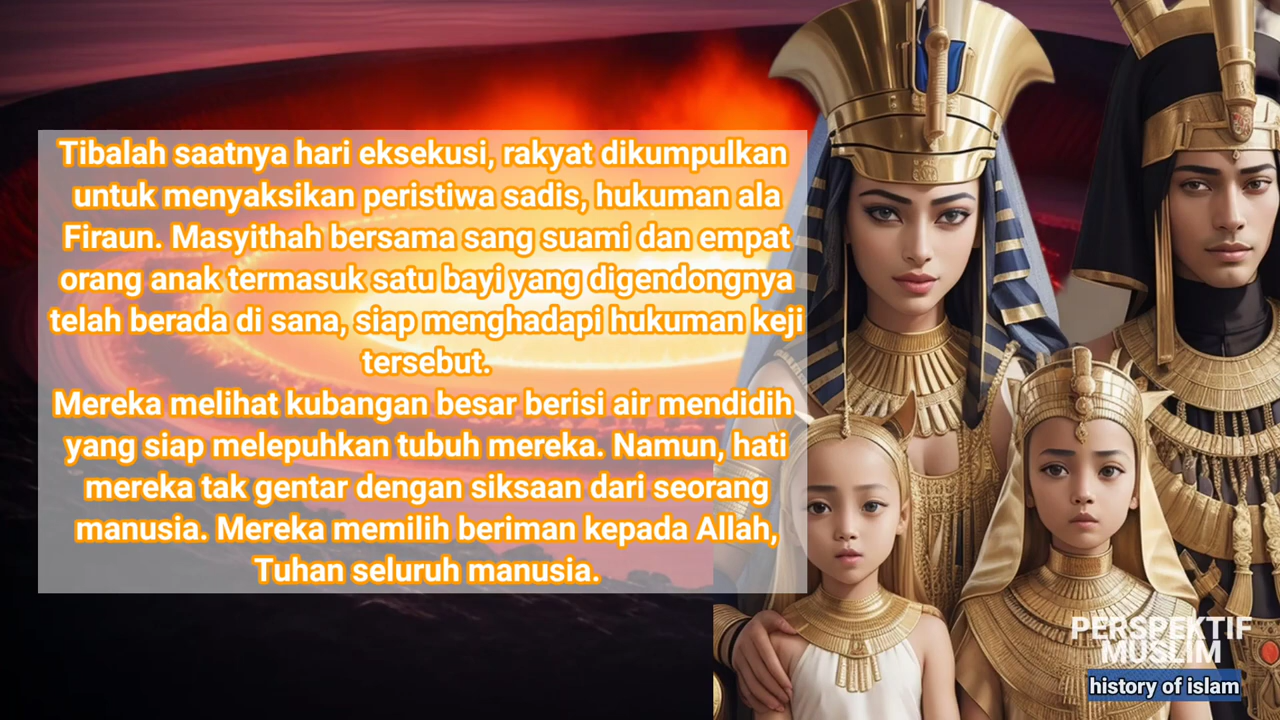 Tibalah saatnya hari eksekusi, rakyat dikumpulkan
untuk menyaksikan peristiwa sadis, hukuman ala
Firaun. Masyithah bersama sang suami dan empat
orang anak termasuk satu bayi yang digendongnya
telah berada di sana, siap menghadapi hukuman keji
tersebut.
Mereka melihat kubangan besar berisi air mendidih
yang siap melepuhkan tubuh mereka. Namun, hati
mereka tak gentar dengan siksaan dari seorang
manusia. Mereka memilih beriman kepada Allah,
Tuhan seluruh manusia.
PERSPEKTIF
MUSLIM
history of islam